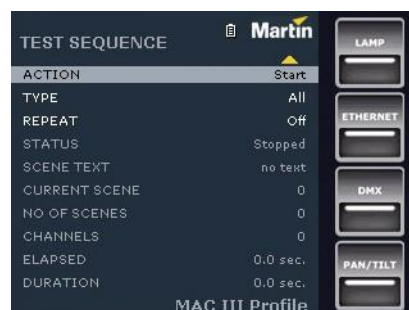 Martin
TEST SEQUENCE
ACTION Start
TYPE All
REPEAT Off
STATUS Stopped
SCENE TEXT no text
CURRENT SCENE 0
NO OF SCENES 0
CHANNELS 0
ELAPSED 0.0 sec.
DURATION 0.0 sec.
MAC III Profile
LAMP
ETHERNET
DMX
PAN/TILT